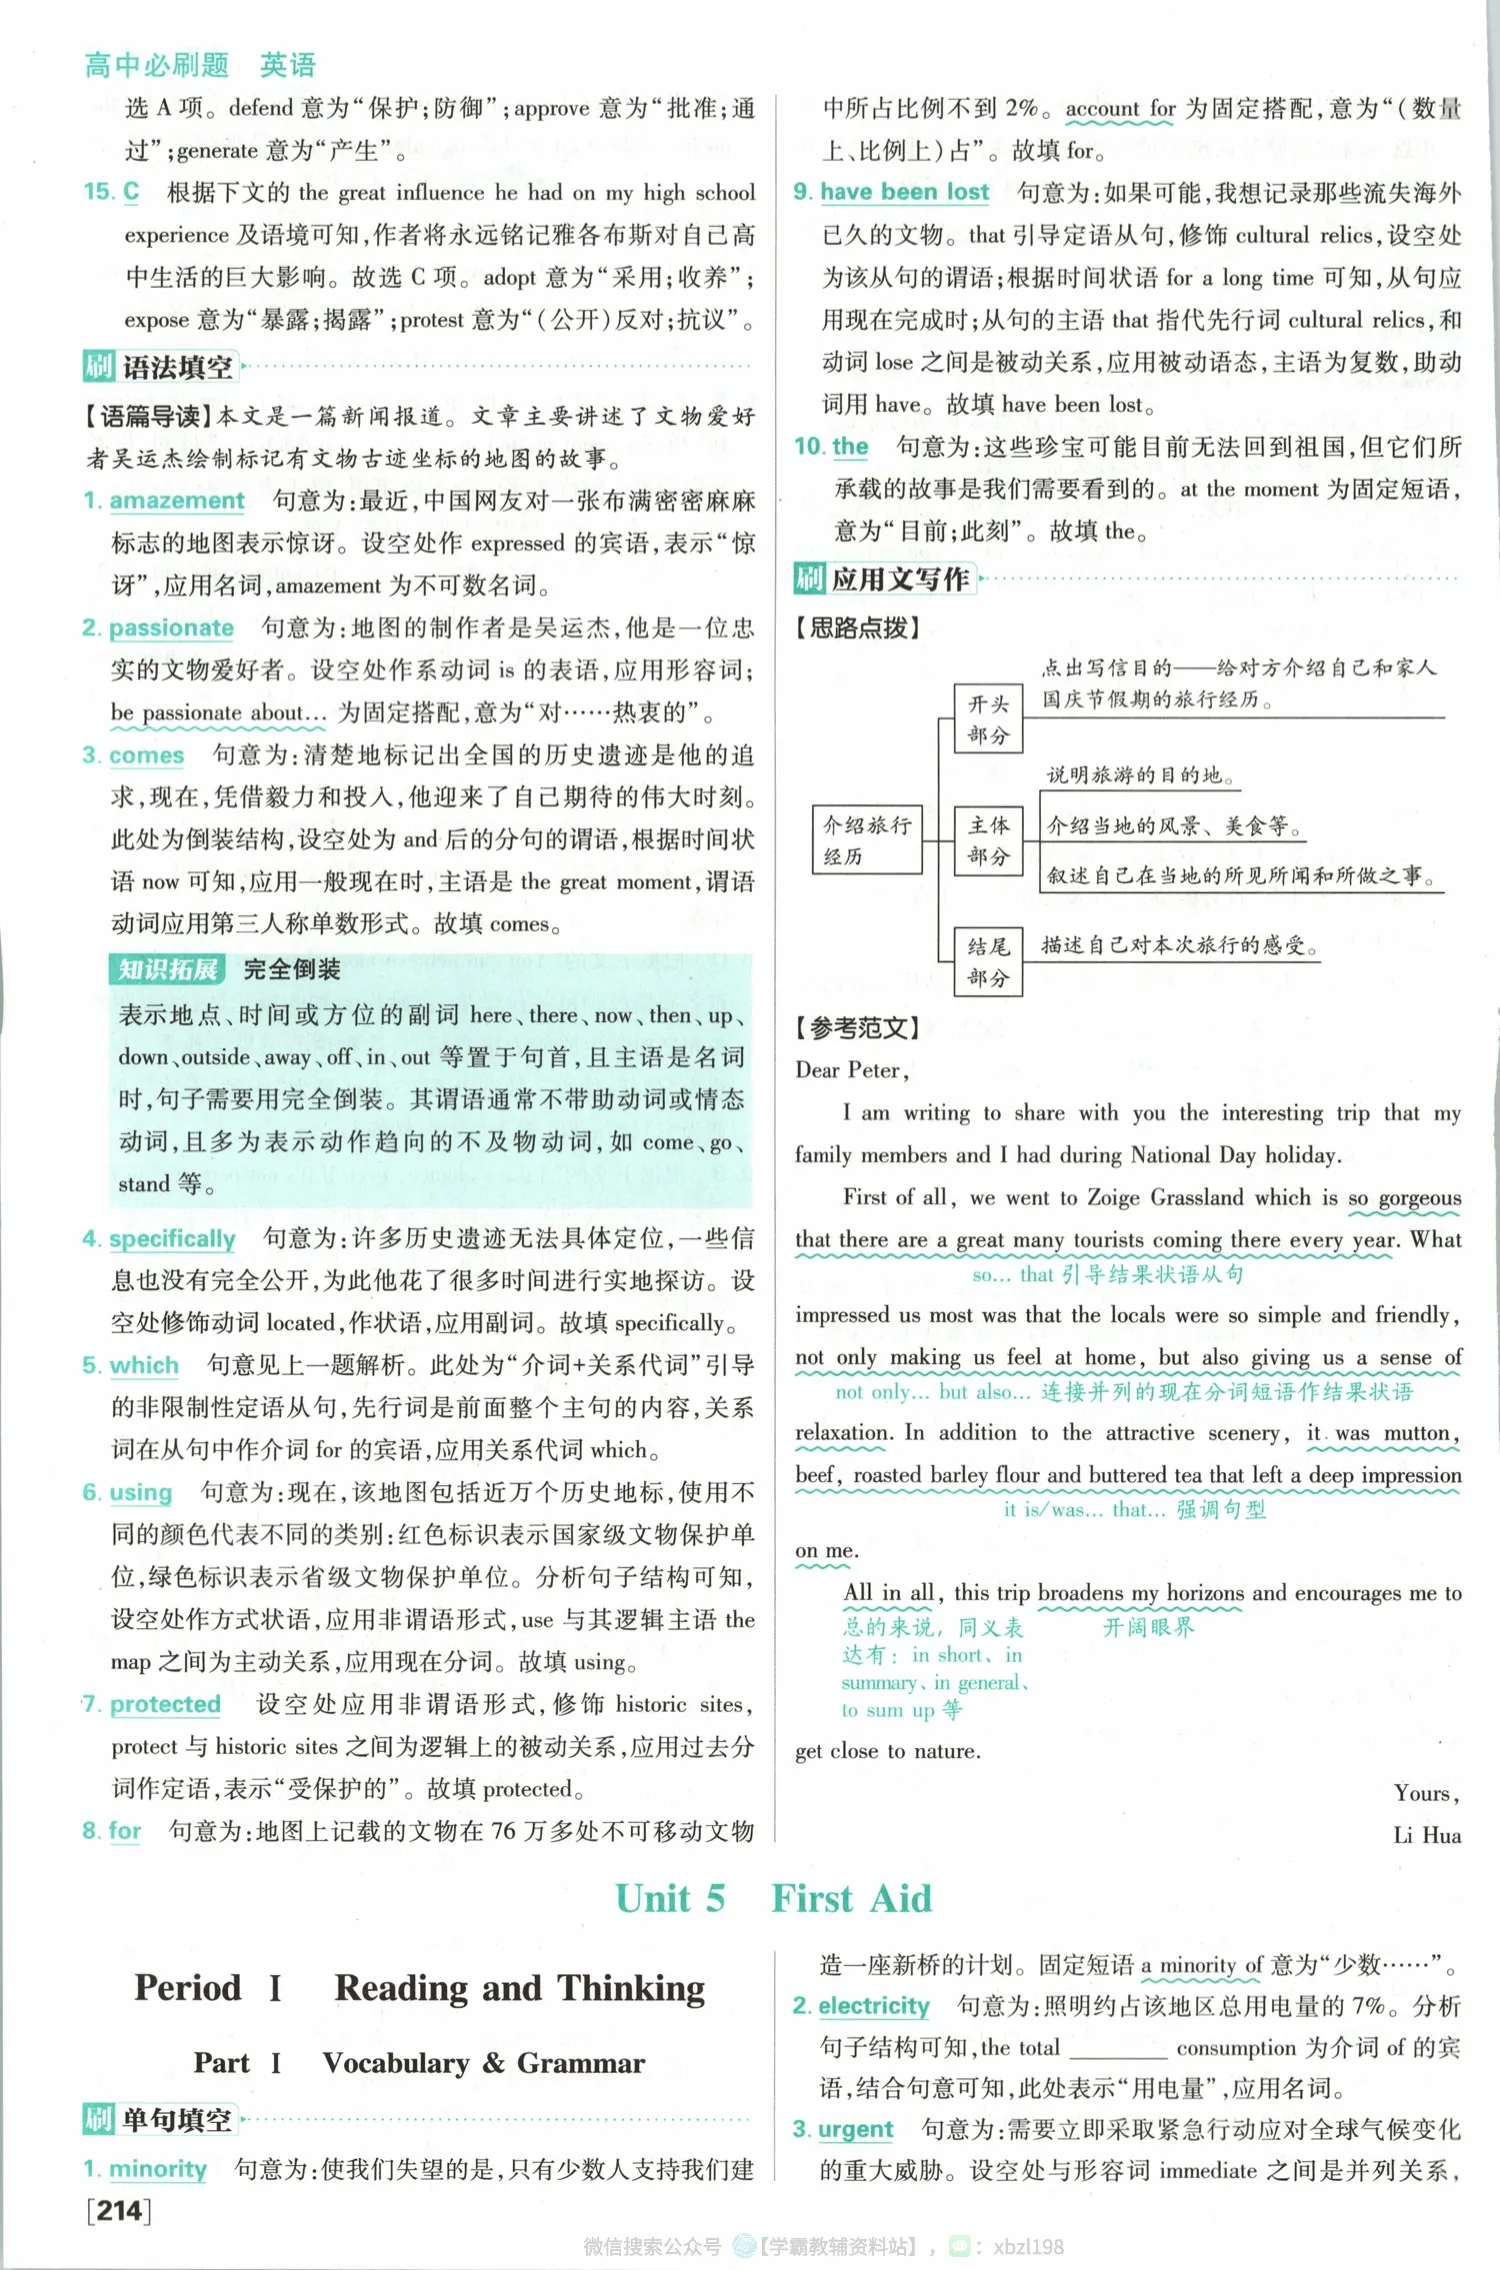 高中必刷题 英语
选 A 项。defend 意为“保护;防御”;approve 意为“批准;通
过”;generate 意为“产生”。
15. C 根据下文的 the great influence he had on my high school
experience 及语境可知,作者将永远铭记雅各布斯对自己高
中生活的巨大影响。故选 C 项。adopt 意为“采用;收养”;
expose 意为“暴露;揭露”;protest 意为“(公开)反对;抗议”。
刷 语法填空
【语篇导读】本文是一篇新闻报道。文章主要讲述了文物爱好
者吴运杰绘制标记有文物古迹坐标的地图的故事。
1. amazement 句意为:最近,中国网友对一张布满密密麻麻
标志的地图表示惊讶。设空处作 expressed 的宾语,表示“惊
讶”,应用名词,amazement 为不可数名词。
2. passionate 句意为:地图的制作者是吴运杰,他是一位忠
实的文物爱好者。设空处作系动词 is 的表语,应用形容词;
be passionate about... 为固定搭配,意为“对……热衷的”。
3. comes 句意为:清楚地标记出全国的历史遗迹是他的追
求,现在,凭借毅力和投入,他迎来了自己期待的伟大时刻。
此处为倒装结构,设空处为 and 后的分句的谓语,根据时间状
语 now 可知,应用一般现在时,主语是 the great moment,谓语
动词应用第三人称单数形式。故填 comes。
知识拓展 完全倒装
表示地点、时间或方位的副词 here、there、now、then、up、
down、outside、away、off、in、out 等置于句首,且主语是名词
时,句子需要用完全倒装。其谓语通常不带助动词或情态
动词,且多为表示动作趋向的不及物动词,如 come、go、
stand 等。
4. specifically 句意为:许多历史遗迹无法具体定位,一些信
息也没有完全公开,为此他花了很多时间进行实地探访。设
空处修饰动词 located,作状语,应用副词。故填 specifically。
5. which 句意见上一题解析。此处为“介词+关系代词”引导
的非限制性定语从句,先行词是前面整个主句的内容,关系
词在从句中作介词 for 的宾语,应用关系代词 which。
6. using 句意为:现在,该地图包括近万个历史地标,使用不
同的颜色代表不同的类别:红色标识表示国家级文物保护单
位,绿色标识表示省级文物保护单位。分析句子结构可知,
设空处作方式状语,应用非谓语形式,use 与其逻辑主语 the
map 之间为主动关系,应用现在分词。故填 using。
7. protected 设空处应用非谓语形式,修饰 historic sites,
protect 与 historic sites 之间为逻辑上的被动关系,应用过去分
词作定语,表示“受保护的”。故填 protected。
8. for 句意为:地图上记载的文物在 76 万多处不可移动文物
中所占比例不到 2%。account for 为固定搭配,意为“(数量
上、比例上)占”。故填 for。
9. have been lost 句意为:如果可能,我想记录那些流失海外
已久的文物。that 引导定语从句,修饰 cultural relics,设空处
为该从句的谓语;根据时间状语 for a long time 可知,从句应
用现在完成时;从句的主语 that 指代先行词 cultural relics,和
动词 lose 之间是被动关系,应用被动语态,主语为复数,助动
词用 have。故填 have been lost。
10. the 句意为:这些珍宝可能目前无法回到祖国,但它们所
承载的故事是我们需要看到的。at the moment 为固定短语,
意为“目前;此刻”。故填 the。
刷 应用文写作
【思路点拨】
介绍旅行
经历
开头
部分
点出写信目的——给对方介绍自己和家人
国庆节假期的旅行经历。
主体
部分
说明旅游的目的地。
介绍当地的风景、美食等。
叙述自己在当地的所见所闻和所做之事。
结尾
部分
描述自己对本次旅行的感受。
【参考范文】
Dear Peter,
I am writing to share with you the interesting trip that my
family members and I had during National Day holiday.
First of all, we went to Zoige Grassland which is so gorgeous
that there are a great many tourists coming there every year. What
so... that 引导结果状语从句
impressed us most was that the locals were so simple and friendly,
not only making us feel at home, but also giving us a sense of
not only... but also... 连接并列的现在分词短语作结果状语
relaxation. In addition to the attractive scenery, it was mutton,
beef, roasted barley flour and buttered tea that left a deep impression
it is/was... that... 强调句型
on me.
All in all, this trip broadens my horizons and encourages me to
总的来说,同义表 开阔眼界
达有:in short、in
summary、in general、
to sum up 等
get close to nature.
Yours,
Li Hua
Unit 5 First Aid
Period Ⅰ Reading and Thinking
Part Ⅰ Vocabulary & Grammar
刷 单句填空
1. minority 句意为:使我们失望的是,只有少数人支持我们建
造一座新桥的计划。固定短语 a minority of 意为“少数……”。
2. electricity 句意为:照明约占该地区总用电量的 7%。分析
句子结构可知,the total ________ consumption 为介词 of 的宾
语,结合句意可知,此处表示“用电量”,应用名词。
3. urgent 句意为:需要立即采取紧急行动应对全球气候变化
的重大威胁。设空处与形容词 immediate 之间是并列关系,
[214]
微信搜索公众号【学霸教辅资料站】,:xbzl198